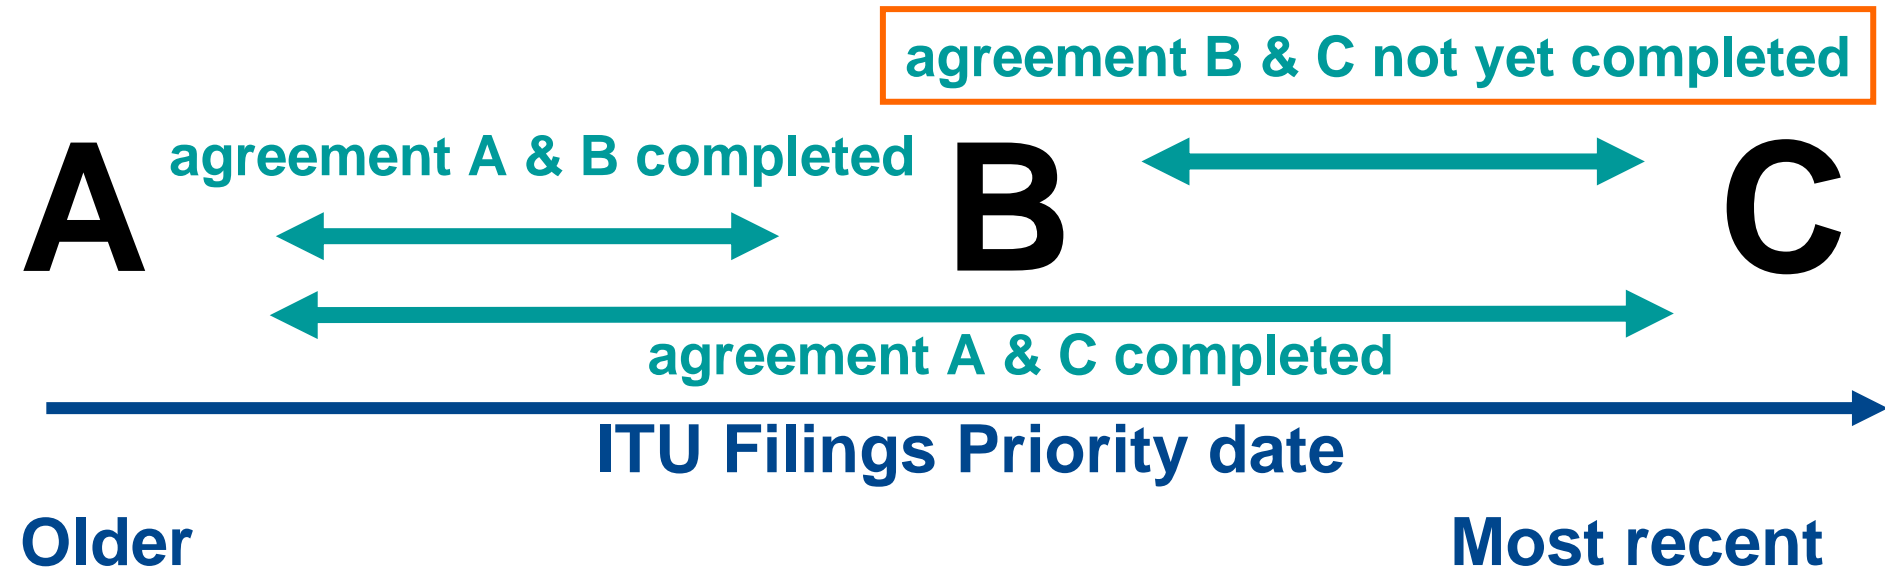 agreement B & C not yet completed
agreement A & B completed
A
B
C
agreement A & C completed
ITU Filings Priority date
Older
Most recent